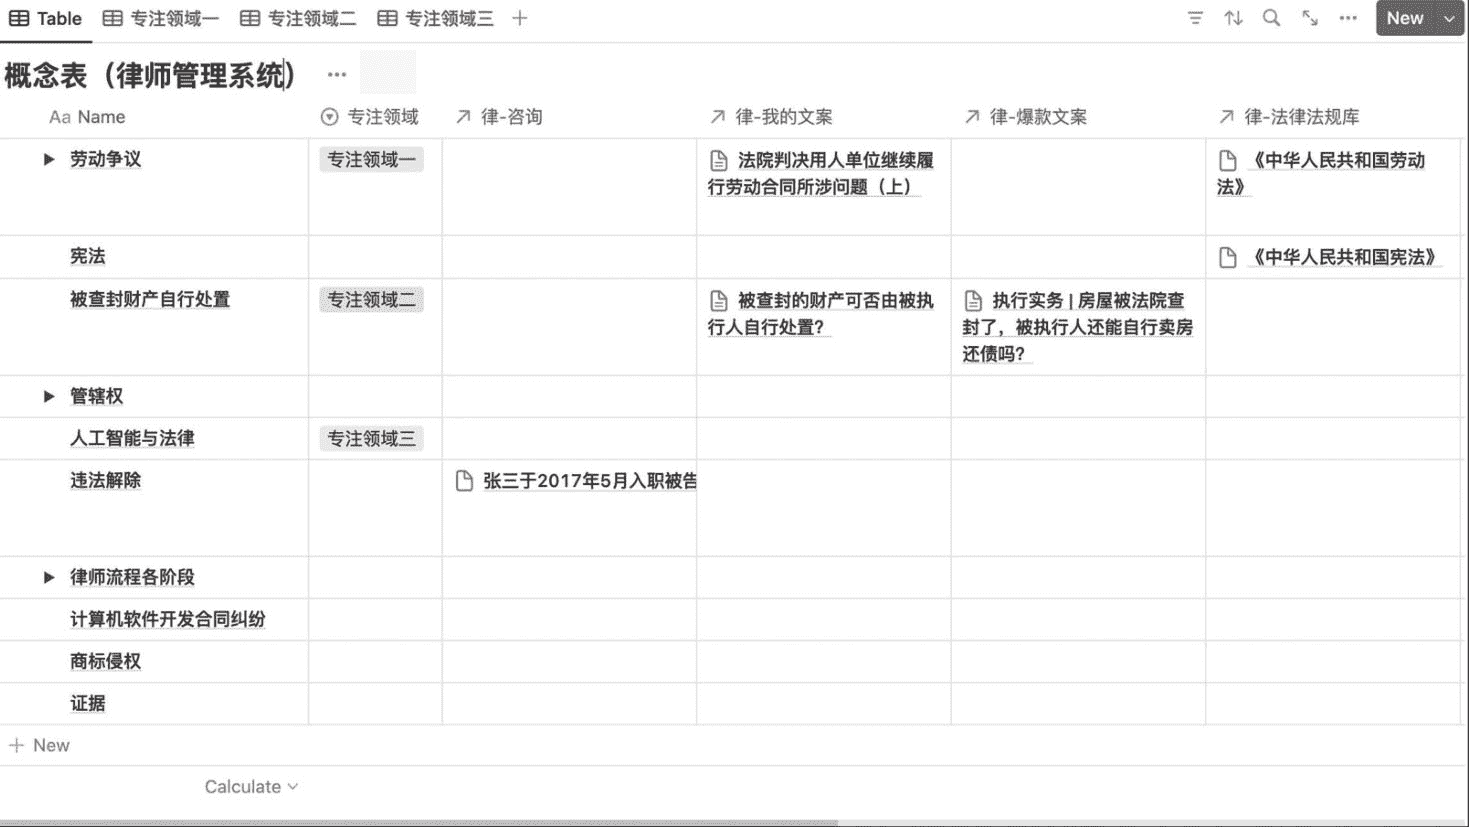 Table 专注领域一 专注领域二 专注领域三 New
概念表（律师管理系统）
Aa Name 专注领域 律-咨询 律-我的文案 律-爆款文案 律-法律法规库
劳动争议 专注领域一 法院判决用人单位继续履 《中华人民共和国劳动
行劳动合同所涉问题（上） 法》
宪法 《中华人民共和国宪法》
被查封财产自行处置 专注领域二 被查封的财产可否由被执 执行实务 | 房屋被法院查
行人自行处置？ 封了，被执行人还能自行卖房
还债吗？
管辖权
人工智能与法律 专注领域三
违法解除 张三于2017年5月入职被告
律师流程各阶段
计算机软件开发合同纠纷
商标侵权
证据
New
Calculate